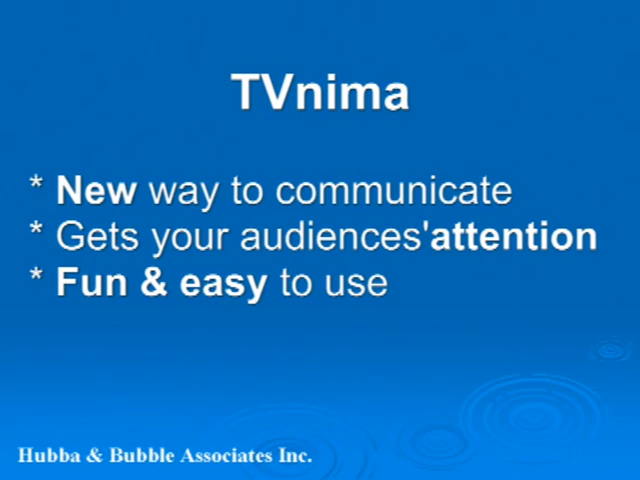 TVnima
* New way to communicate
* Gets your audiences'attention
* Fun & easy to use
Hubba & Bubble Associates Inc.